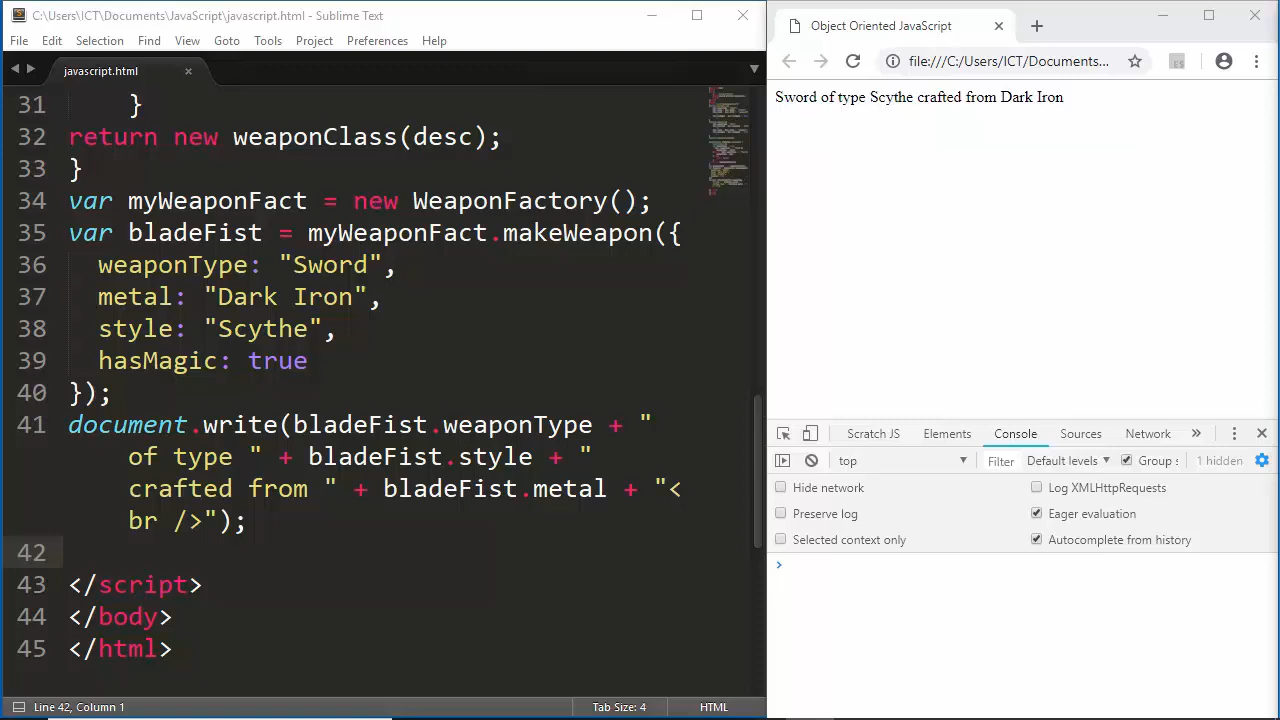 C:\Users\ICT\Documents\JavaScript\javascript.html - Sublime Text
File Edit Selection Find View Goto Tools Project Preferences Help
javascript.html
31 }
32 return new weaponClass(desc);
33 }
34 var myWeaponFact = new WeaponFactory();
35 var bladeFist = myWeaponFact.makeWeapon({
36 weaponType: "Sword",
37 metal: "Dark Iron",
38 style: "Scythe",
39 hasMagic: true
40 });
41 document.write(bladeFist.weaponType + "
of type " + bladeFist.style + "
crafted from " + bladeFist.metal + "<
br />");
42
43 </script>
44 </body>
45 </html>
Line 42, Column 1 Tab Size: 4 HTML
Object Oriented JavaScript
file:///C:/Users/ICT/Documents...
Sword of type Scythe crafted from Dark Iron
Scratch JS Elements Console Sources Network »
top Filter Default levels Group s 1 hidden
Hide network Log XMLHttpRequests
Preserve log Eager evaluation
Selected context only Autocomplete from history